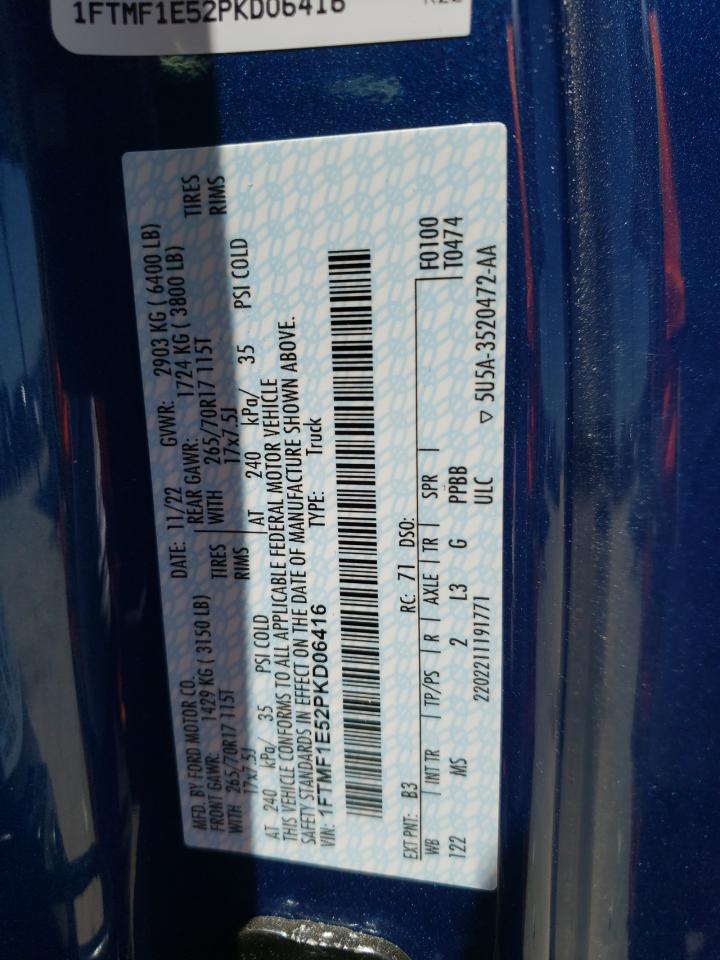 1FTMF1E52PKD06416
MFD. BY FORD MOTOR CO.
DATE: 11/22 GVWR: 2903 KG ( 6400 LB)
FRONT GAWR: 1429 KG ( 3150 LB)
REAR GAWR: 1724 KG ( 3800 LB)
WITH 265/70R17 115T TIRES
WITH 265/70R17 115T TIRES
17x7.5J RIMS
17x7.5J RIMS
AT 240 kPa/ 35 PSI COLD
AT 240 kPa/ 35 PSI COLD
THIS VEHICLE CONFORMS TO ALL APPLICABLE FEDERAL MOTOR VEHICLE
SAFETY STANDARDS IN EFFECT ON THE DATE OF MANUFACTURE SHOWN ABOVE.
VIN: 1FTMF1E52PKD06416 TYPE: Truck
EXT PNT: B3 RC: 71 DSO: F0100
WB INT TR TP/PS R AXLE TR SPR T0474
122 MS 2 L3 G PPBB
2202211191771 ULC ▽ 5U5A-3520472-AA